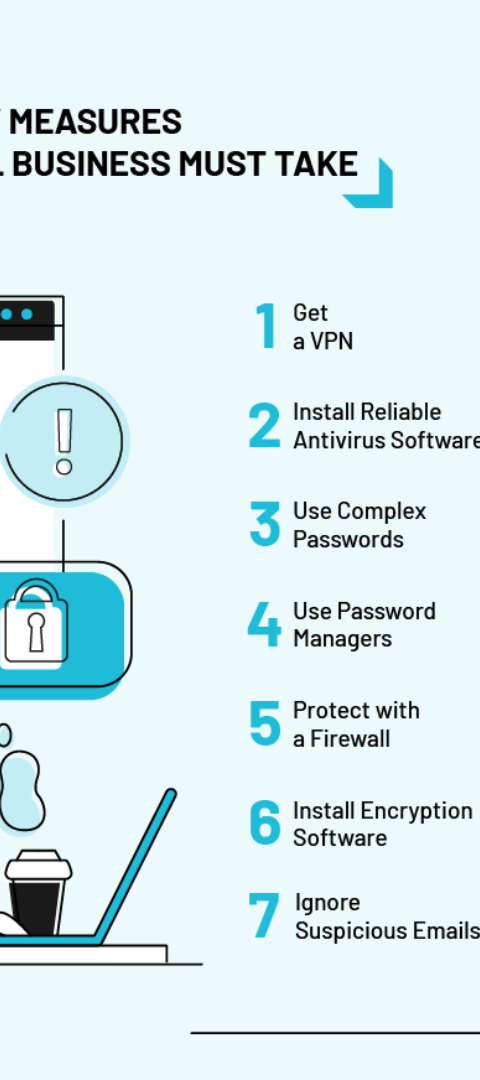 MEASURES
BUSINESS MUST TAKE
1 Get
a VPN
2 Install Reliable
Antivirus Software
3 Use Complex
Passwords
4 Use Password
Managers
5 Protect with
a Firewall
6 Install Encryption
Software
7 Ignore
Suspicious Emails